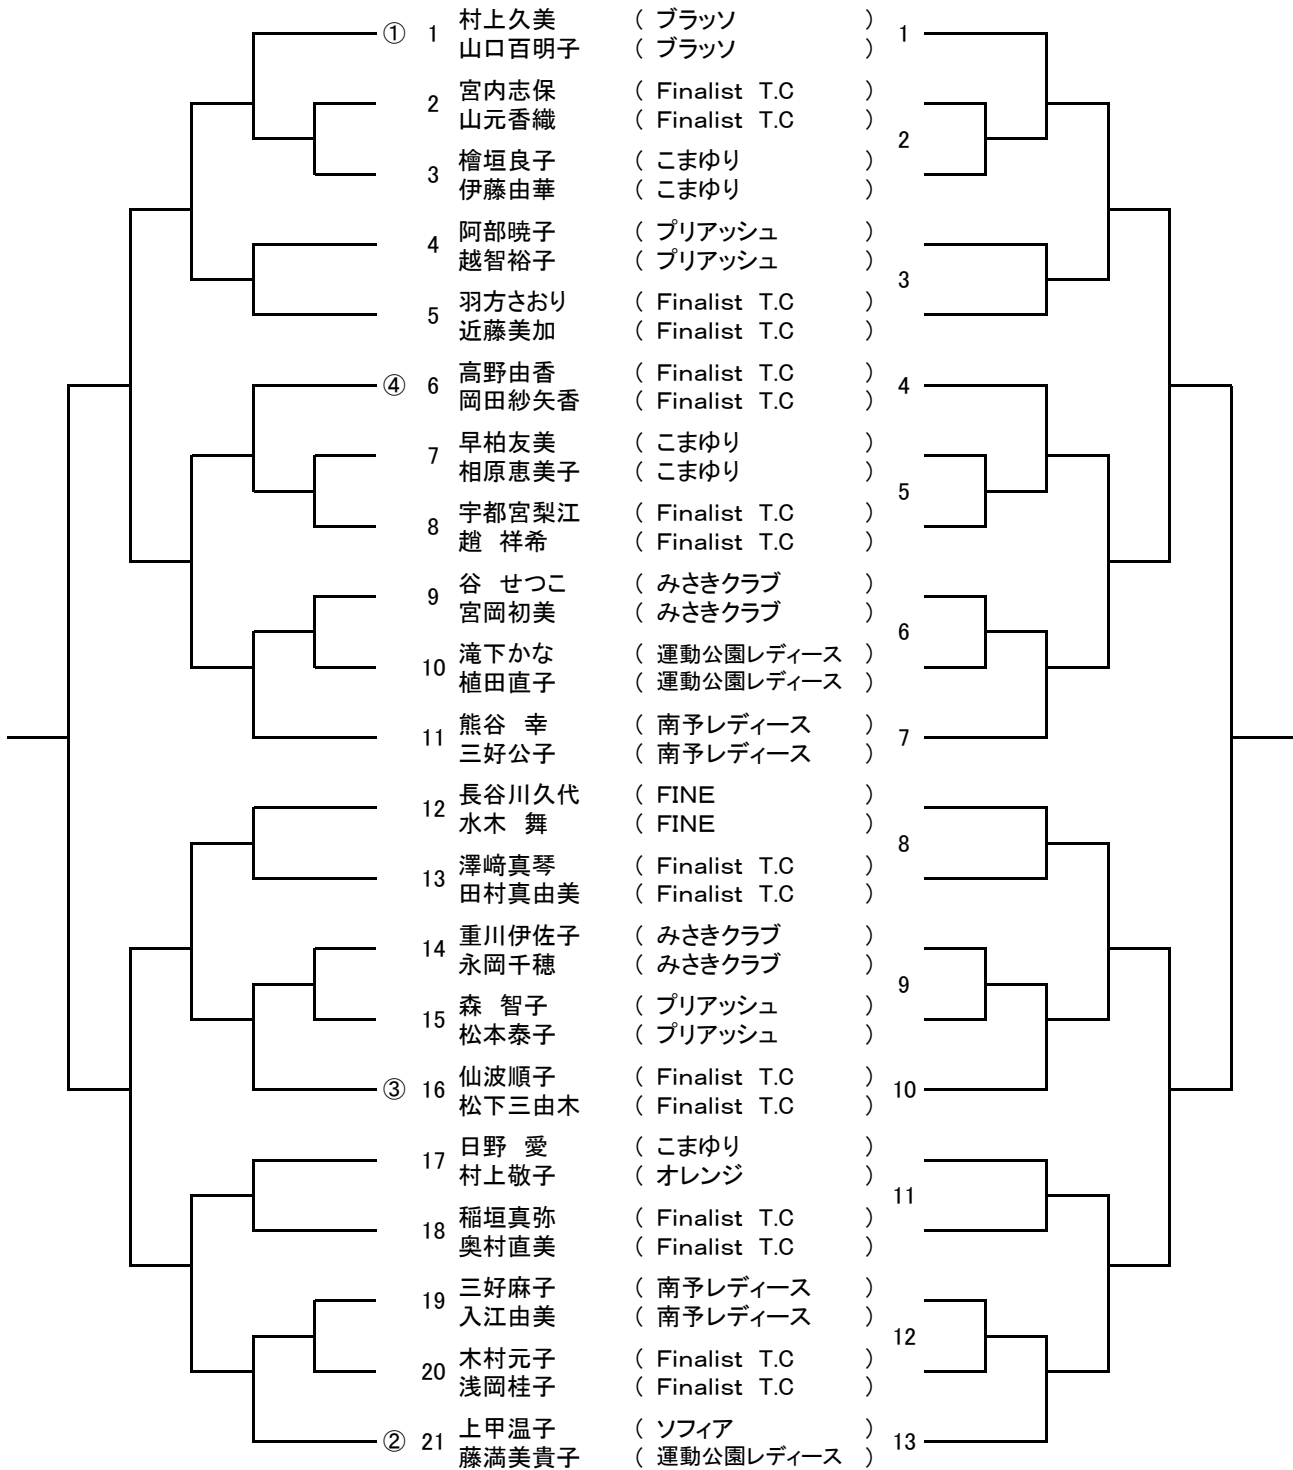 ① 1 村上久美 ( ブラッソ ) 1
山口百明子 ( ブラッソ )
2 宮内志保 ( Finalist T.C )
山元香織 ( Finalist T.C ) 2
3 檜垣良子 ( こまゆり )
伊藤由華 ( こまゆり )
4 阿部暁子 ( プリアッシュ )
越智裕子 ( プリアッシュ ) 3
5 羽方さおり ( Finalist T.C )
近藤美加 ( Finalist T.C )
④ 6 高野由香 ( Finalist T.C ) 4
岡田紗矢香 ( Finalist T.C )
7 早柏友美 ( こまゆり )
相原恵美子 ( こまゆり ) 5
8 宇都宮梨江 ( Finalist T.C )
趙 祥希 ( Finalist T.C )
9 谷 せつこ ( みさきクラブ )
宮岡初美 ( みさきクラブ ) 6
10 滝下かな ( 運動公園レディース )
植田直子 ( 運動公園レディース )
11 熊谷 幸 ( 南予レディース ) 7
三好公子 ( 南予レディース )
12 長谷川久代 ( FINE )
水木 舞 ( FINE ) 8
13 澤﨑真琴 ( Finalist T.C )
田村真由美 ( Finalist T.C )
14 重川伊佐子 ( みさきクラブ )
永岡千穂 ( みさきクラブ ) 9
15 森 智子 ( プリアッシュ )
松本泰子 ( プリアッシュ )
③ 16 仙波順子 ( Finalist T.C ) 10
松下三由木 ( Finalist T.C )
17 日野 愛 ( こまゆり )
村上敬子 ( オレンジ ) 11
18 稲垣真弥 ( Finalist T.C )
奥村直美 ( Finalist T.C )
19 三好麻子 ( 南予レディース )
入江由美 ( 南予レディース ) 12
20 木村元子 ( Finalist T.C )
浅岡桂子 ( Finalist T.C )
② 21 上甲温子 ( ソフィア ) 13
藤満美貴子 ( 運動公園レディース )